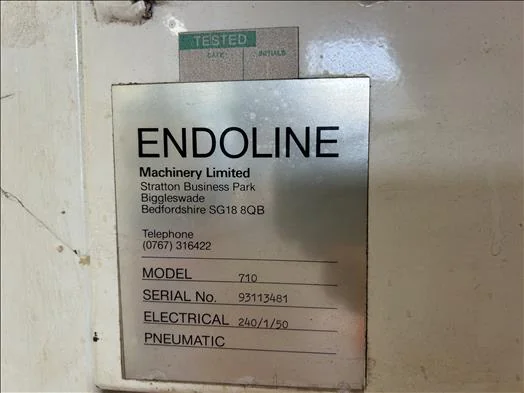 TESTED
DATE INITIALS
ENDOLINE
Machinery Limited
Stratton Business Park
Biggleswade
Bedfordshire SG18 8QB
Telephone
(0767) 316422
MODEL 710
SERIAL No. 93113481
ELECTRICAL 240/1/50
PNEUMATIC